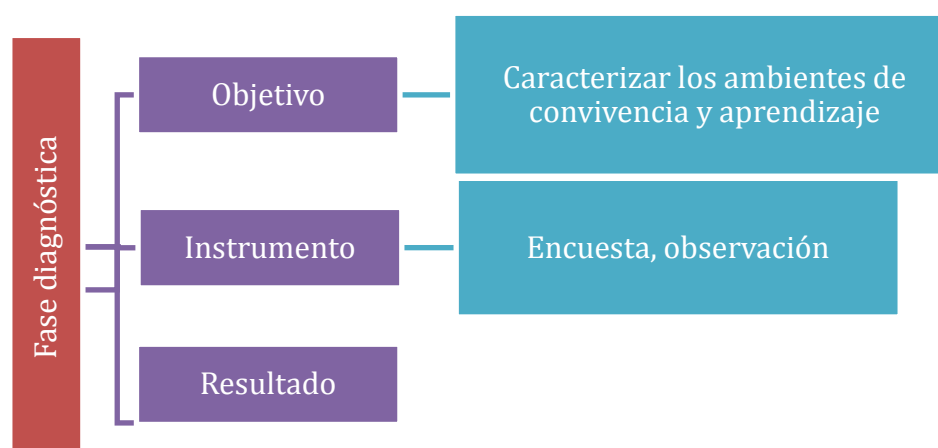 Fase diagnóstica
Objetivo
Caracterizar los ambientes de
convivencia y aprendizaje
Instrumento
Encuesta, observación
Resultado